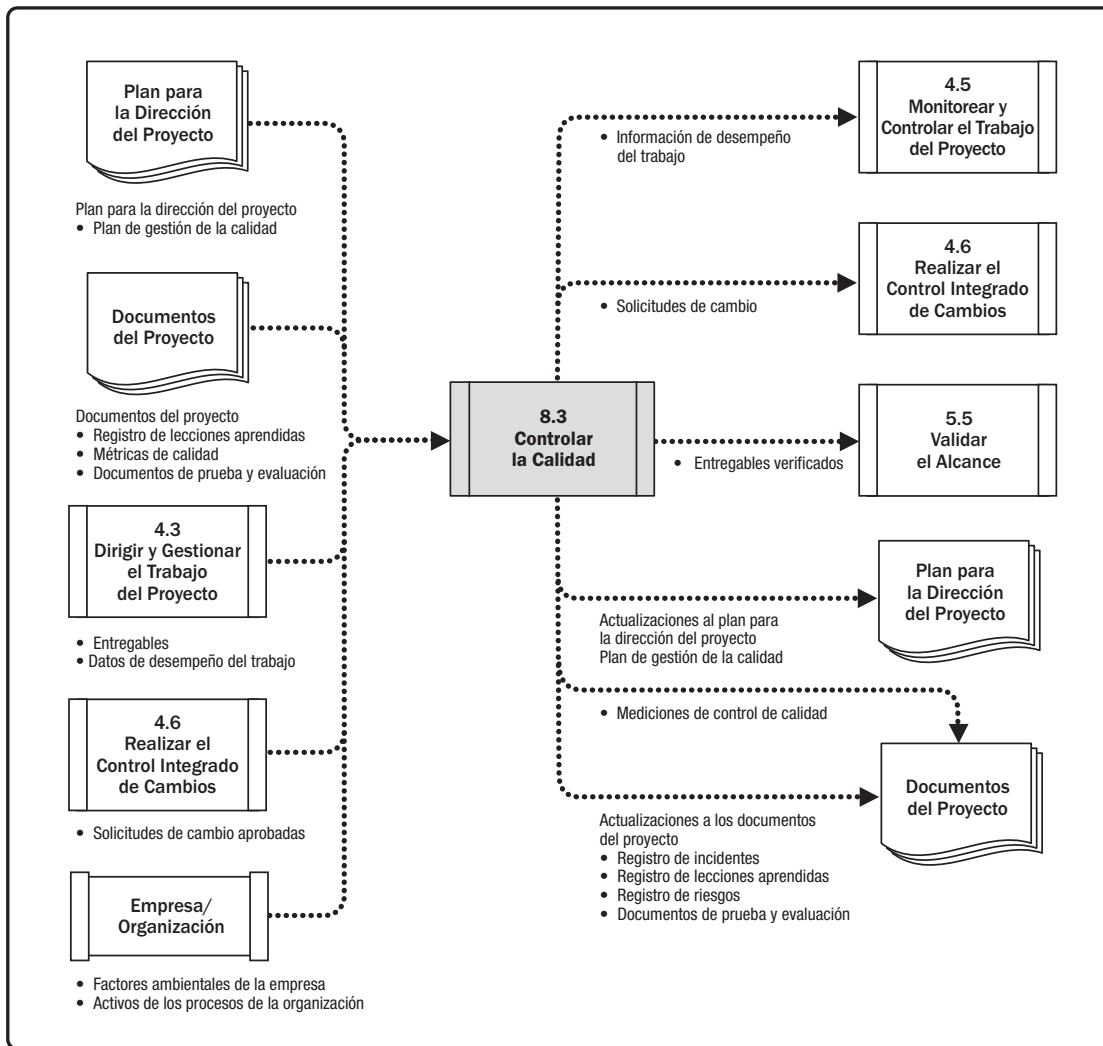 Plan para
la Dirección
del Proyecto
Plan para la dirección del proyecto
• Plan de gestión de la calidad
Documentos
del Proyecto
Documentos del proyecto
• Registro de lecciones aprendidas
• Métricas de calidad
• Documentos de prueba y evaluación
4.3
Dirigir y Gestionar
el Trabajo
del Proyecto
• Entregables
• Datos de desempeño del trabajo
4.6
Realizar el
Control Integrado
de Cambios
• Solicitudes de cambio aprobadas
Empresa/
Organización
• Factores ambientales de la empresa
• Activos de los procesos de la organización
8.3
Controlar
la Calidad
• Información de desempeño
del trabajo
4.5
Monitorear y
Controlar el Trabajo
del Proyecto
• Solicitudes de cambio
4.6
Realizar el
Control Integrado
de Cambios
• Entregables verificados
5.5
Validar
el Alcance
Actualizaciones al plan para
la dirección del proyecto
Plan de gestión de la calidad
Plan para
la Dirección
del Proyecto
• Mediciones de control de calidad
Documentos
del Proyecto
Actualizaciones a los documentos
del proyecto
• Registro de incidentes
• Registro de lecciones aprendidas
• Registro de riesgos
• Documentos de prueba y evaluación